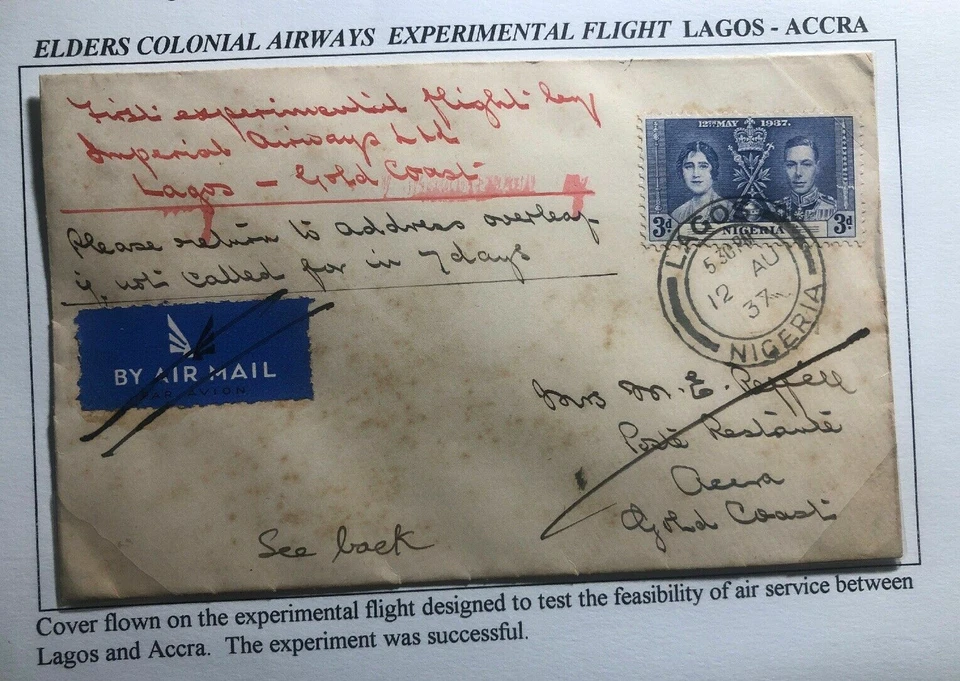 ELDERS COLONIAL AIRWAYS EXPERIMENTAL FLIGHT LAGOS - ACCRA
First experimental flight by
Imperial Airways Ltd
Lagos - Gold Coast
Please return to address overleaf
if not called for in 7 days
12TH MAY 1937.
3d NIGERIA 3d
LAGOS
5.30PM
12 AU
37
NIGERIA
BY AIR MAIL
PAR AVION
Mrs M. E.
Poste Restante
Accra
Gold Coast
See back
Cover flown on the experimental flight designed to test the feasibility of air service between
Lagos and Accra. The experiment was successful.